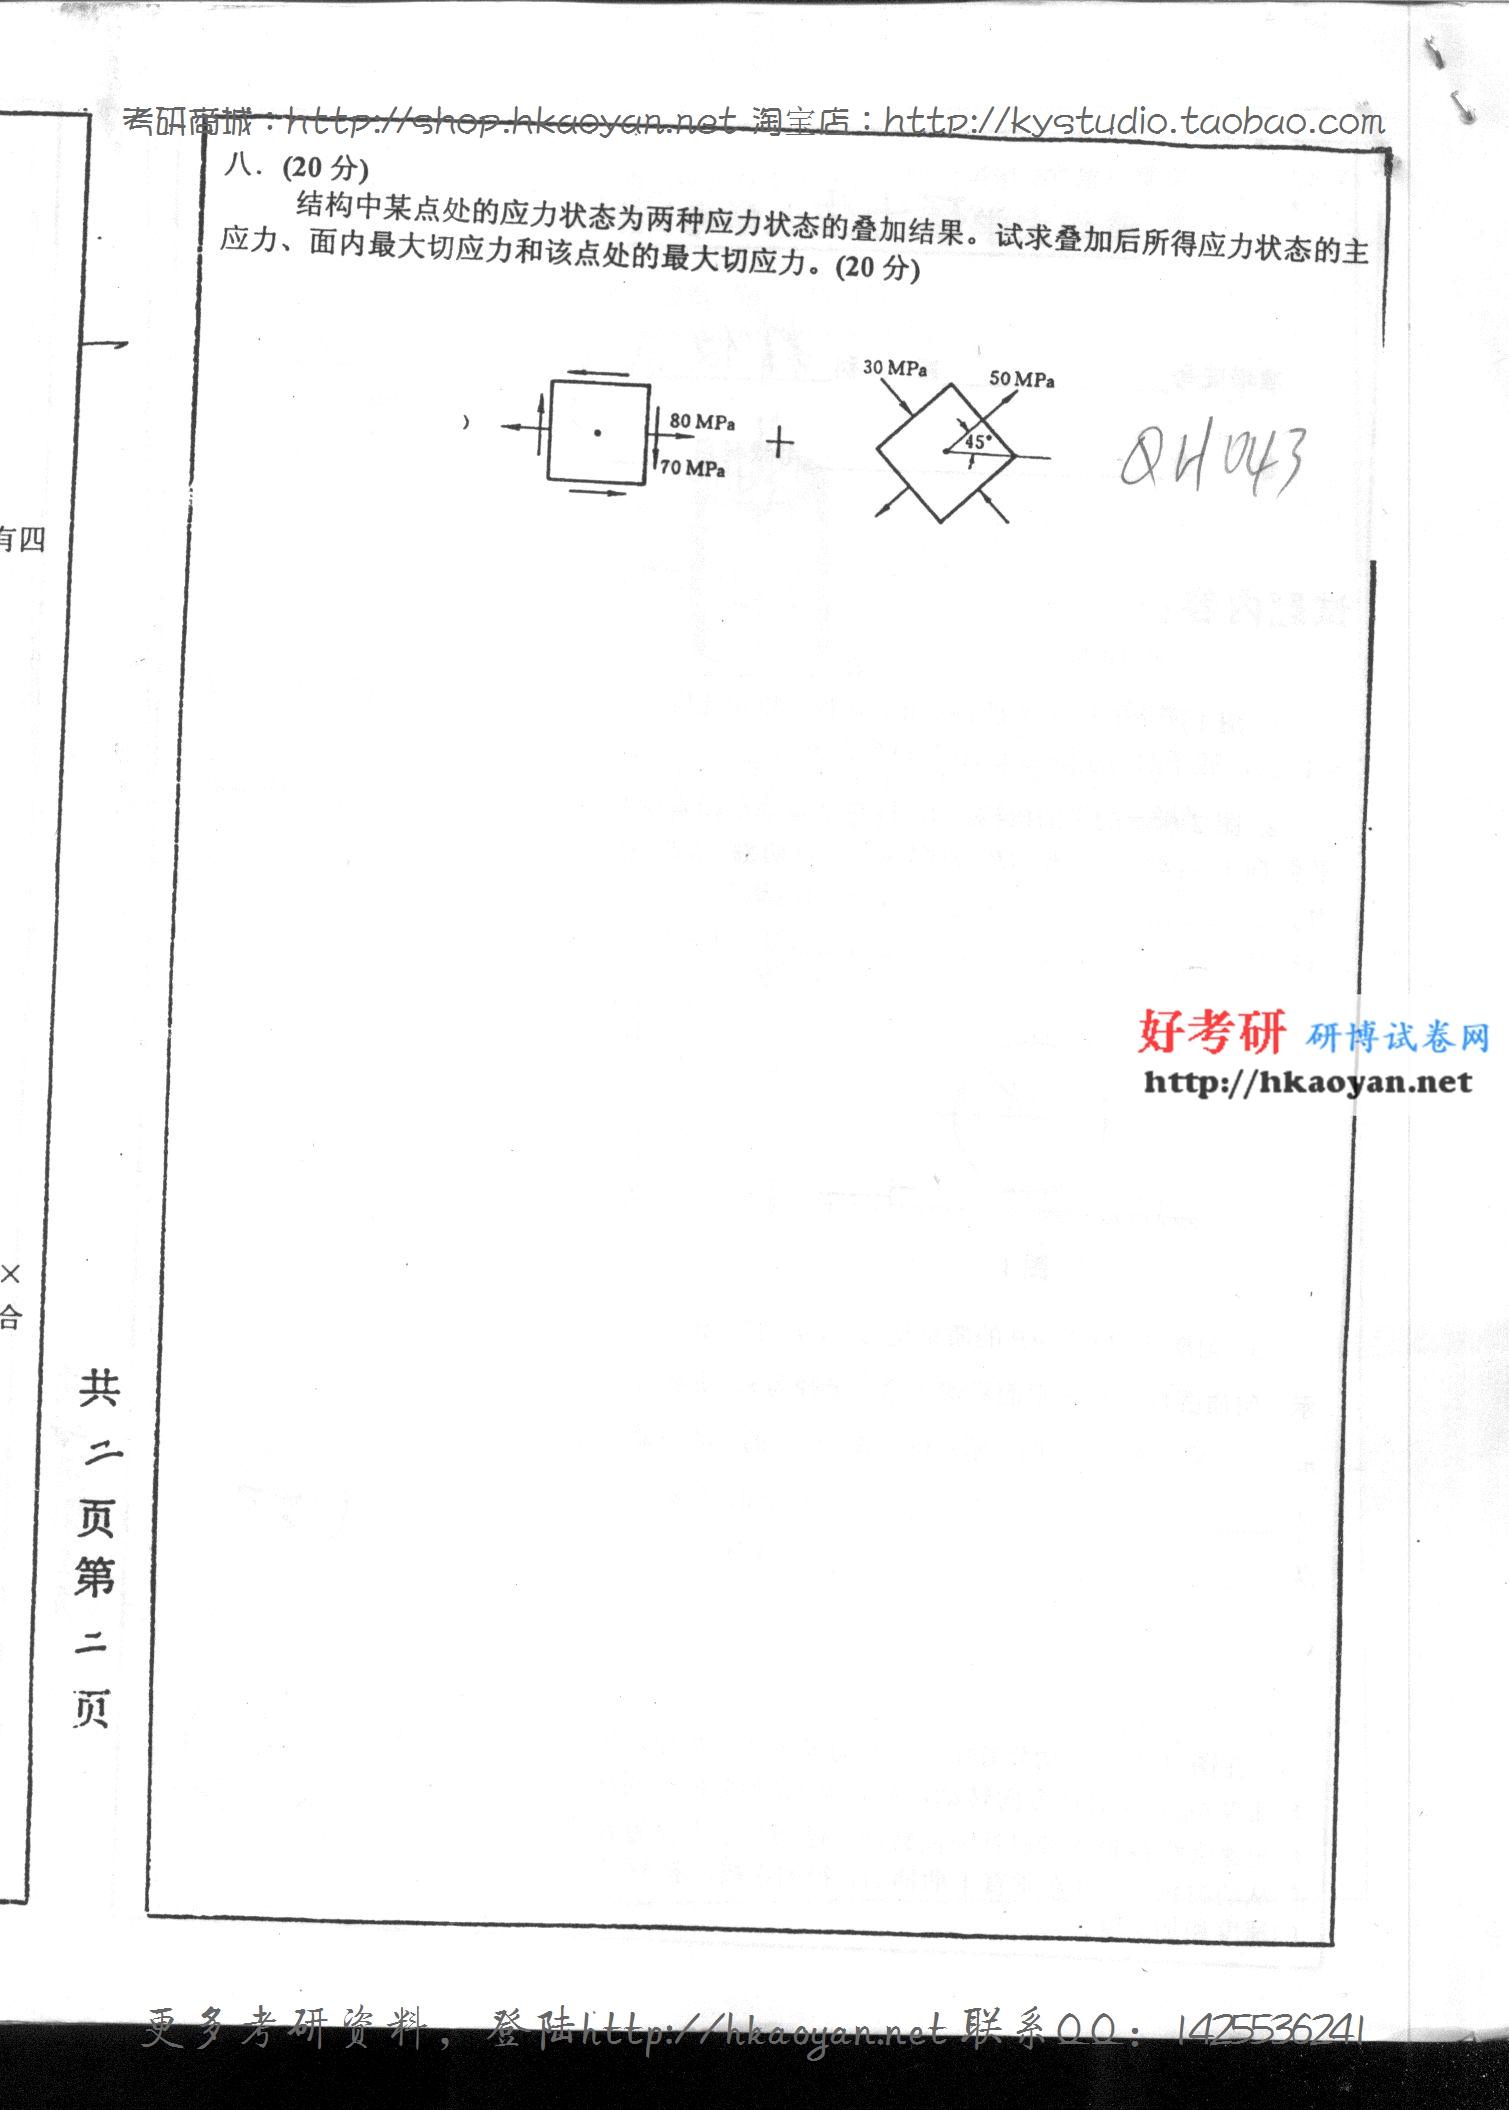 考研商城：http://shop.hkaoyan.net 淘宝店：http://kystudio.taobao.com
八．(20 分)
结构中某点处的应力状态为两种应力状态的叠加结果。试求叠加后所得应力状态的主
应力、面内最大切应力和该点处的最大切应力。(20 分)
30 MPa
50 MPa
)
80 MPa
+
45°
70 MPa
QH043
有四
好考研 研博试卷网
http://hkaoyan.net
×
合
共
二
页
第
二
页
更多考研资料，登陆http://hkaoyan.net 联系QQ：1425536241